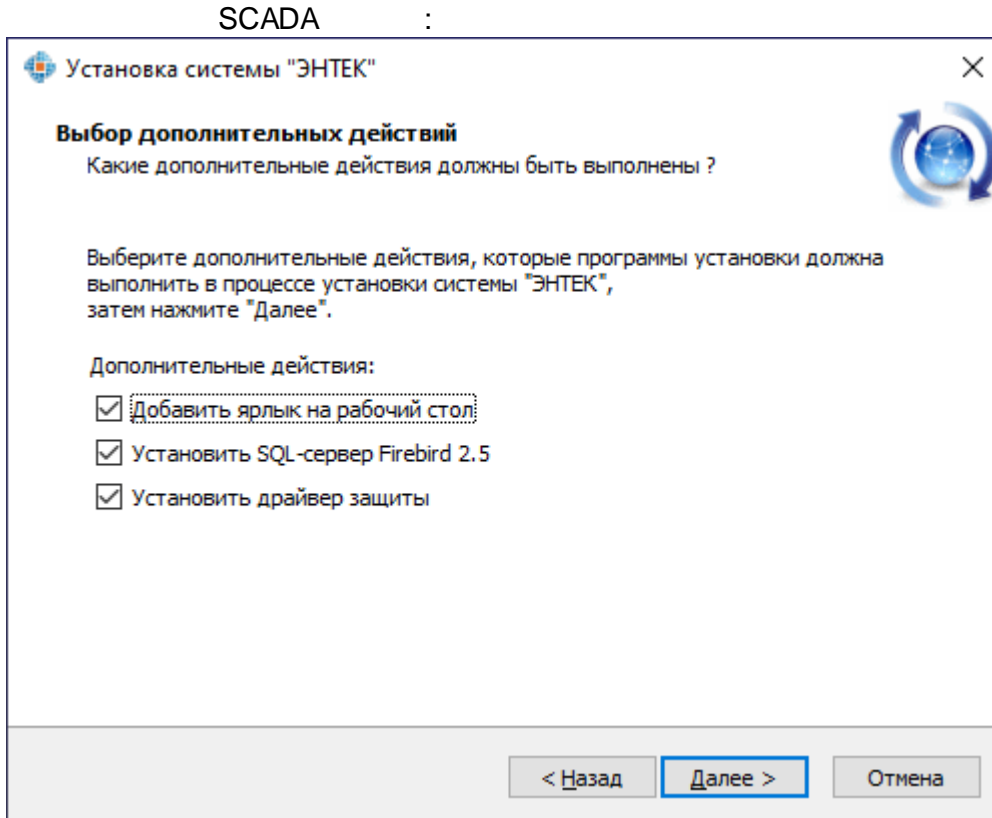 SCADA :
Установка системы "ЭНТЕК"
Выбор дополнительных действий
Какие дополнительные действия должны быть выполнены ?
Выберите дополнительные действия, которые программы установки должна
выполнить в процессе установки системы "ЭНТЕК",
затем нажмите "Далее".
Дополнительные действия:
Добавить ярлык на рабочий стол
Установить SQL-сервер Firebird 2.5
Установить драйвер защиты
< Назад Далее > Отмена